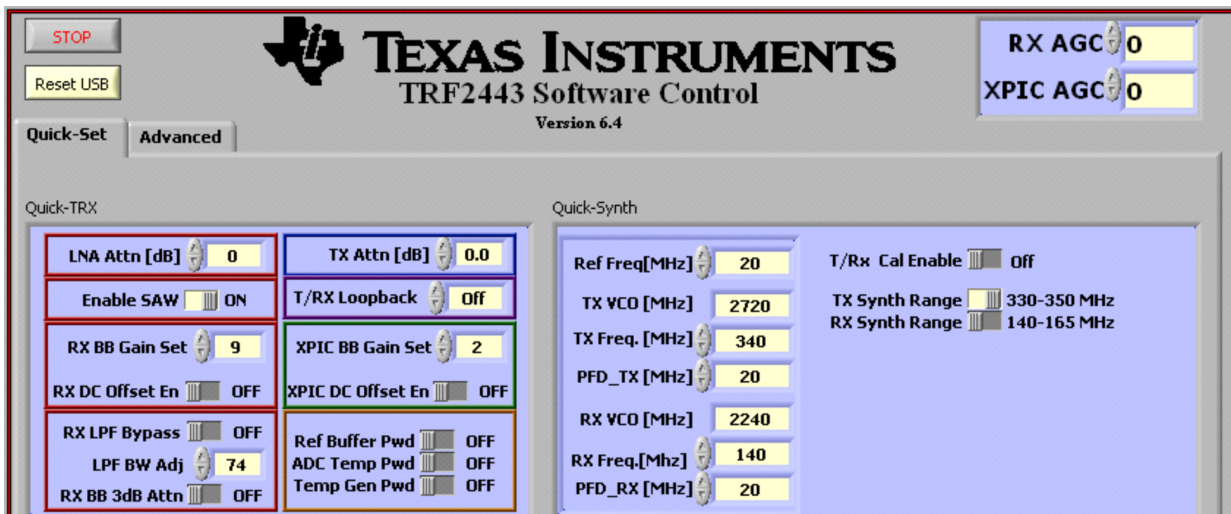 STOP
Reset USB
TEXAS INSTRUMENTS
TRF2443 Software Control
Version 6.4
RX AGC 0
XPIC AGC 0
Quick-Set Advanced
Quick-TRX
LNA Attn [dB] 0
TX Attn [dB] 0.0
Enable SAW ON
T/RX Loopback Off
RX BB Gain Set 9
XPIC BB Gain Set 2
RX DC Offset En OFF
XPIC DC Offset En OFF
RX LPF Bypass OFF
LPF BW Adj 74
RX BB 3dB Attn OFF
Ref Buffer Pwd OFF
ADC Temp Pwd OFF
Temp Gen Pwd OFF
Quick-Synth
Ref Freq[MHz] 20
TX VCO [MHz] 2720
TX Freq. [MHz] 340
PFD_TX [MHz] 20
RX VCO [MHz] 2240
RX Freq.[Mhz] 140
PFD_RX [MHz] 20
T/Rx Cal Enable Off
TX Synth Range 330-350 MHz
RX Synth Range 140-165 MHz